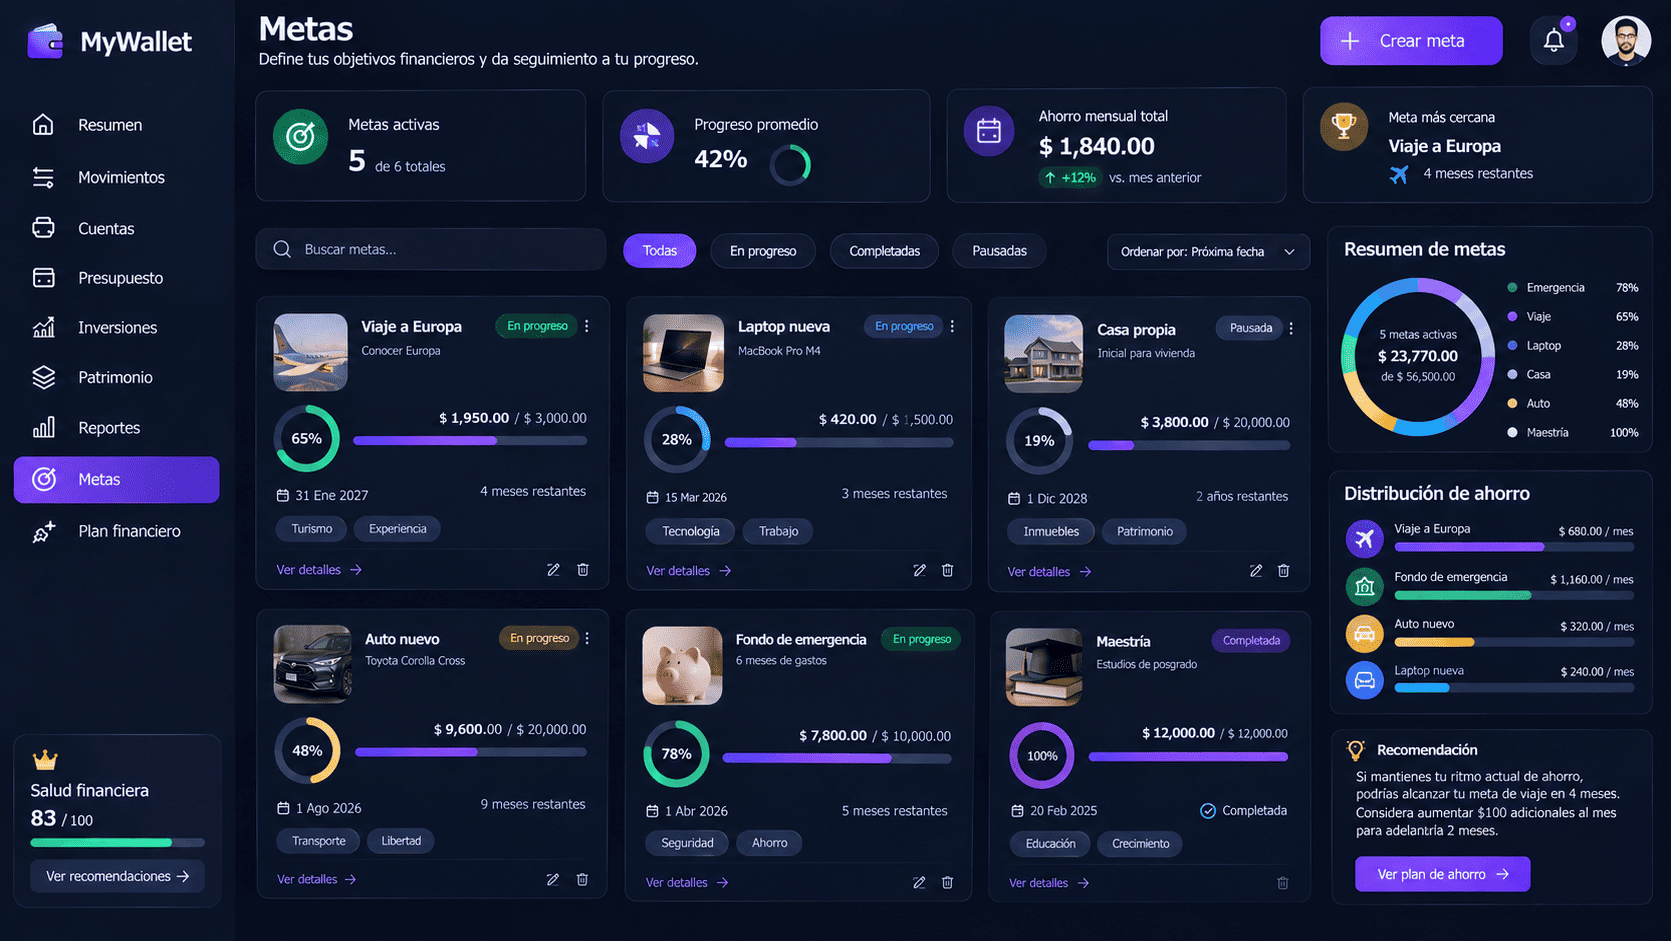 MyWallet
Resumen
Movimientos
Cuentas
Presupuesto
Inversiones
Patrimonio
Reportes
Metas
Plan financiero
Salud financiera
83 / 100
Ver recomendaciones →
Metas
Define tus objetivos financieros y da seguimiento a tu progreso.
+ Crear meta
Metas activas
5 de 6 totales
Progreso promedio
42%
Ahorro mensual total
$ 1,840.00
↑ +12% vs. mes anterior
Meta más cercana
Viaje a Europa
4 meses restantes
Buscar metas...
Todas
En progreso
Completadas
Pausadas
Ordenar por: Próxima fecha
Viaje a Europa
En progreso
Conocer Europa
65%
$ 1,950.00 / $ 3,000.00
31 Ene 2027
4 meses restantes
Turismo
Experiencia
Ver detalles →
Laptop nueva
En progreso
MacBook Pro M4
28%
$ 420.00 / $ 1,500.00
15 Mar 2026
3 meses restantes
Tecnología
Trabajo
Ver detalles →
Casa propia
Pausada
Inicial para vivienda
19%
$ 3,800.00 / $ 20,000.00
1 Dic 2028
2 años restantes
Inmuebles
Patrimonio
Ver detalles →
Auto nuevo
En progreso
Toyota Corolla Cross
48%
$ 9,600.00 / $ 20,000.00
1 Ago 2026
9 meses restantes
Transporte
Libertad
Ver detalles →
Fondo de emergencia
En progreso
6 meses de gastos
78%
$ 7,800.00 / $ 10,000.00
1 Abr 2026
5 meses restantes
Seguridad
Ahorro
Ver detalles →
Maestría
Completada
Estudios de posgrado
100%
$ 12,000.00 / $ 12,000.00
20 Feb 2025
Completada
Educación
Crecimiento
Ver detalles →
Resumen de metas
5 metas activas
$ 23,770.00
de $ 56,500.00
Emergencia 78%
Viaje 65%
Laptop 28%
Casa 19%
Auto 48%
Maestría 100%
Distribución de ahorro
Viaje a Europa $ 680.00 / mes
Fondo de emergencia $ 1,160.00 / mes
Auto nuevo $ 320.00 / mes
Laptop nueva $ 240.00 / mes
Recomendación
Si mantienes tu ritmo actual de ahorro,
podrías alcanzar tu meta de viaje en 4 meses.
Considera aumentar $100 adicionales al mes
para adelantría 2 meses.
Ver plan de ahorro →